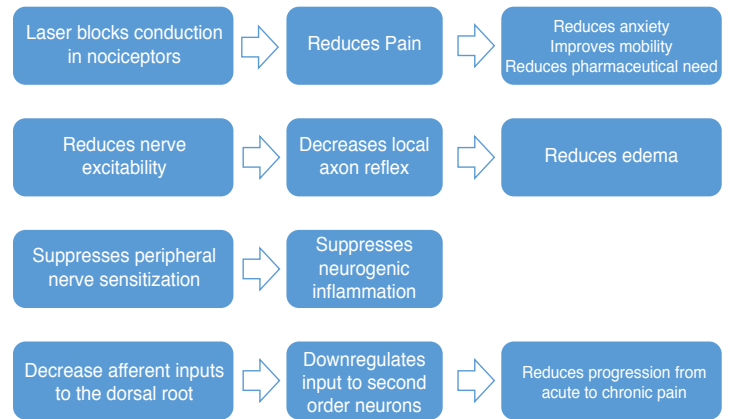 Laser blocks conduction
in nociceptors
Reduces Pain
Reduces anxiety
Improves mobility
Reduces pharmaceutical need
Reduces nerve
excitability
Decreases local
axon reflex
Reduces edema
Suppresses peripheral
nerve sensitization
Suppresses
neurogenic
inflammation
Decrease afferent inputs
to the dorsal root
Downregulates
input to second
order neurons
Reduces progression from
acute to chronic pain